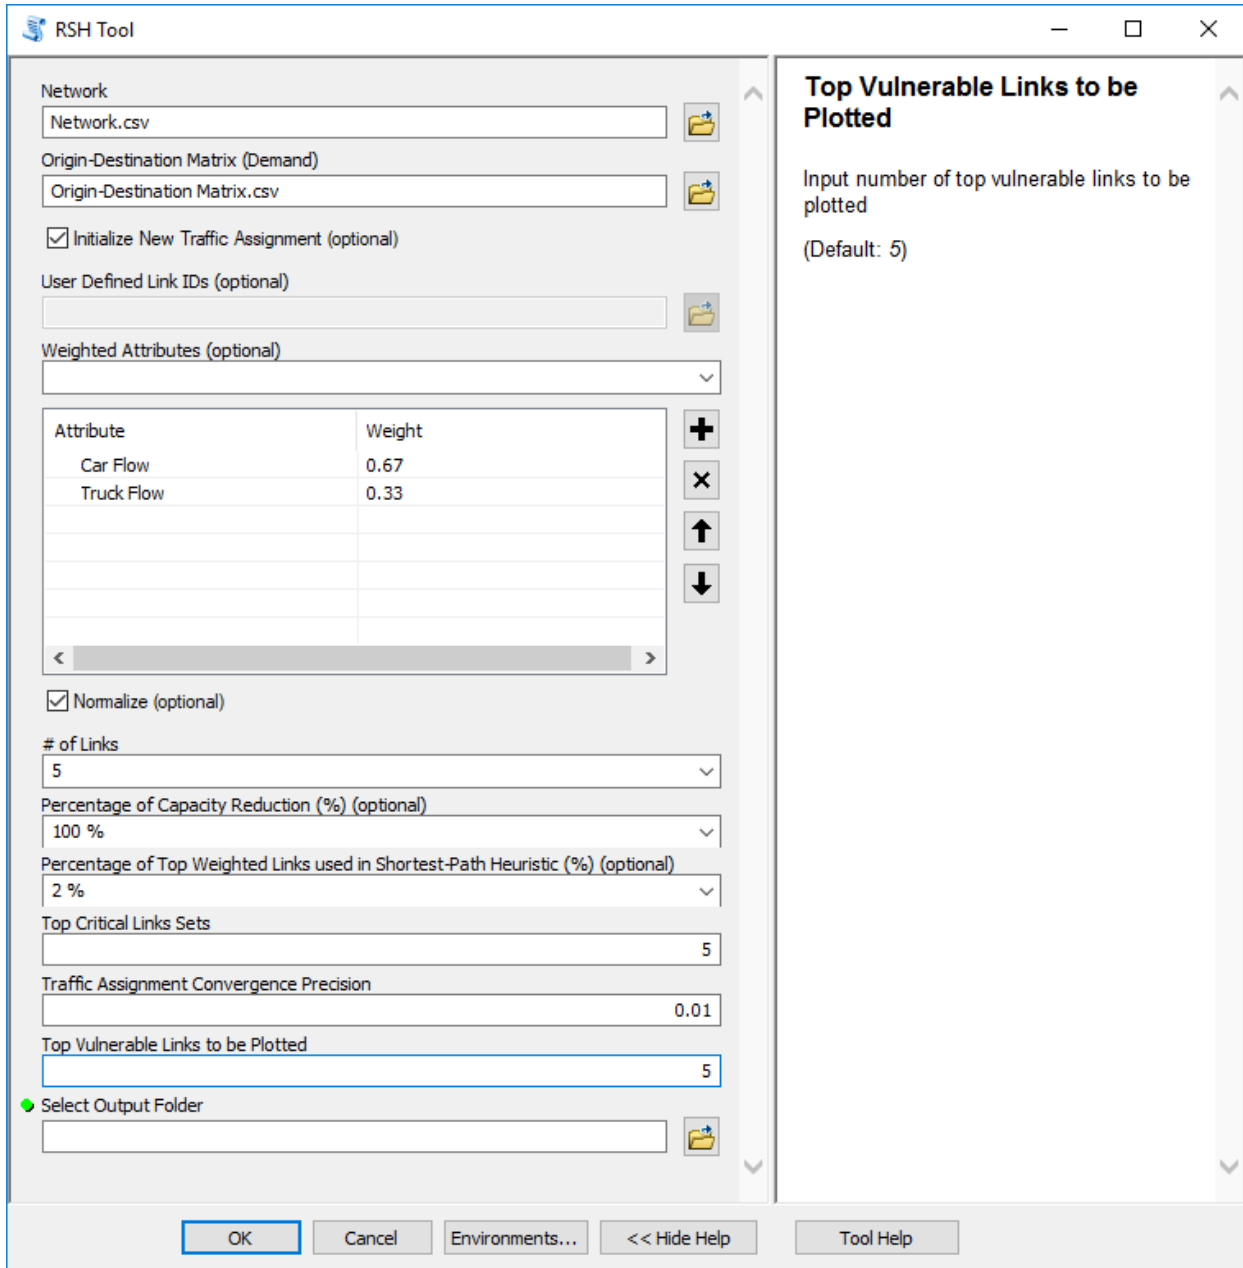 RSH Tool
Network
Network.csv
Origin-Destination Matrix (Demand)
Origin-Destination Matrix.csv
Initialize New Traffic Assignment (optional)
User Defined Link IDs (optional)
Weighted Attributes (optional)
Attribute Weight
Car Flow 0.67
Truck Flow 0.33
Normalize (optional)
# of Links
5
Percentage of Capacity Reduction (%) (optional)
100 %
Percentage of Top Weighted Links used in Shortest-Path Heuristic (%) (optional)
2 %
Top Critical Links Sets
5
Traffic Assignment Convergence Precision
0.01
Top Vulnerable Links to be Plotted
5
Select Output Folder
Top Vulnerable Links to be
Plotted
Input number of top vulnerable links to be
plotted
(Default: 5)
OK Cancel Environments... << Hide Help Tool Help